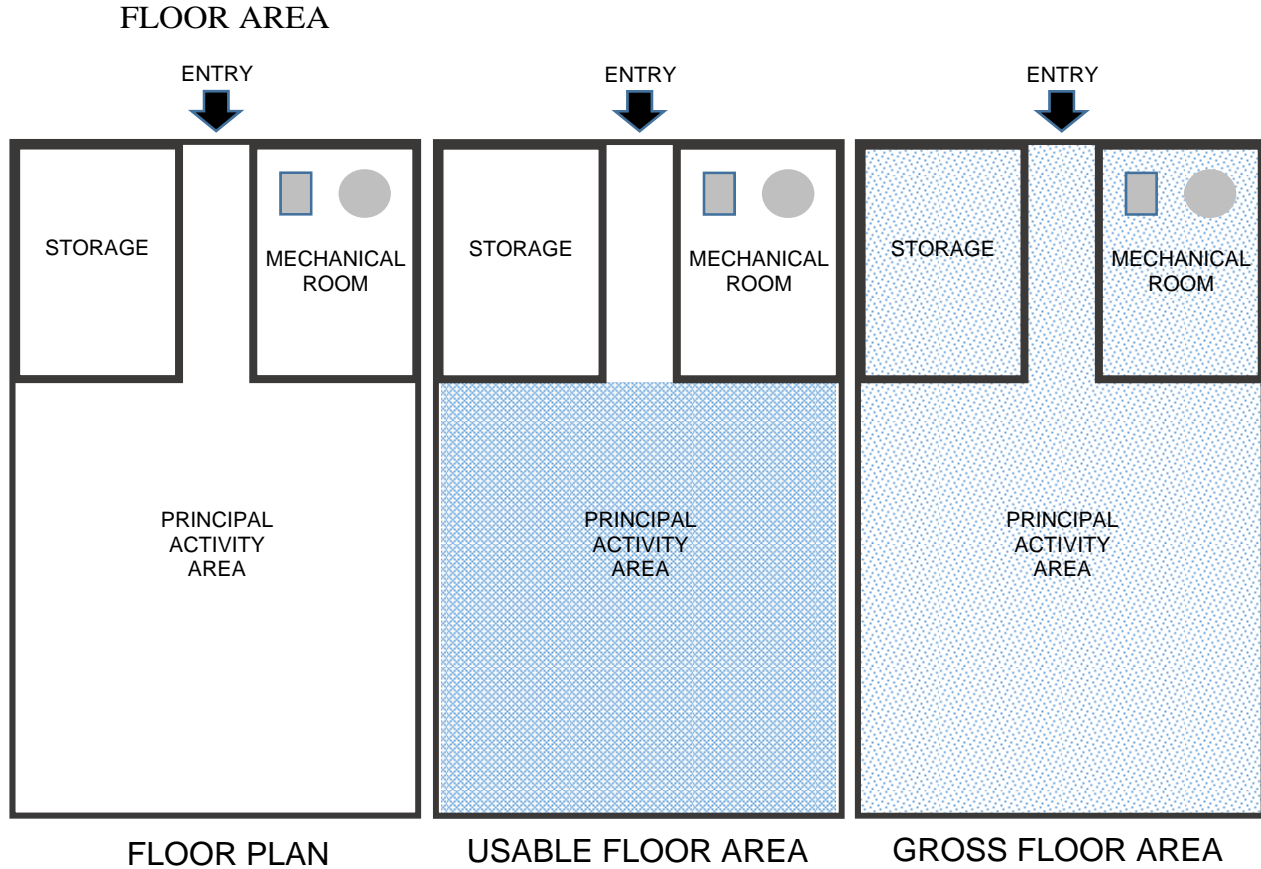 FLOOR AREA
ENTRY
STORAGE
MECHANICAL
ROOM
PRINCIPAL
ACTIVITY
AREA
FLOOR PLAN
ENTRY
STORAGE
MECHANICAL
ROOM
PRINCIPAL
ACTIVITY
AREA
USABLE FLOOR AREA
ENTRY
STORAGE
MECHANICAL
ROOM
PRINCIPAL
ACTIVITY
AREA
GROSS FLOOR AREA